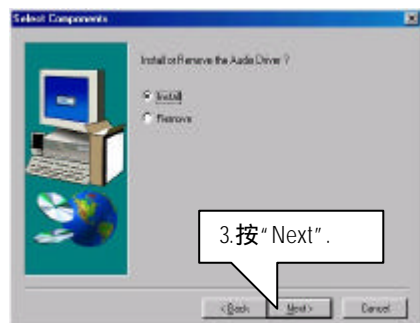 Select Components
Install or Remove the Audio Driver ?
Install
Remove
3.按“Next”.
<Back
Next>
Cancel